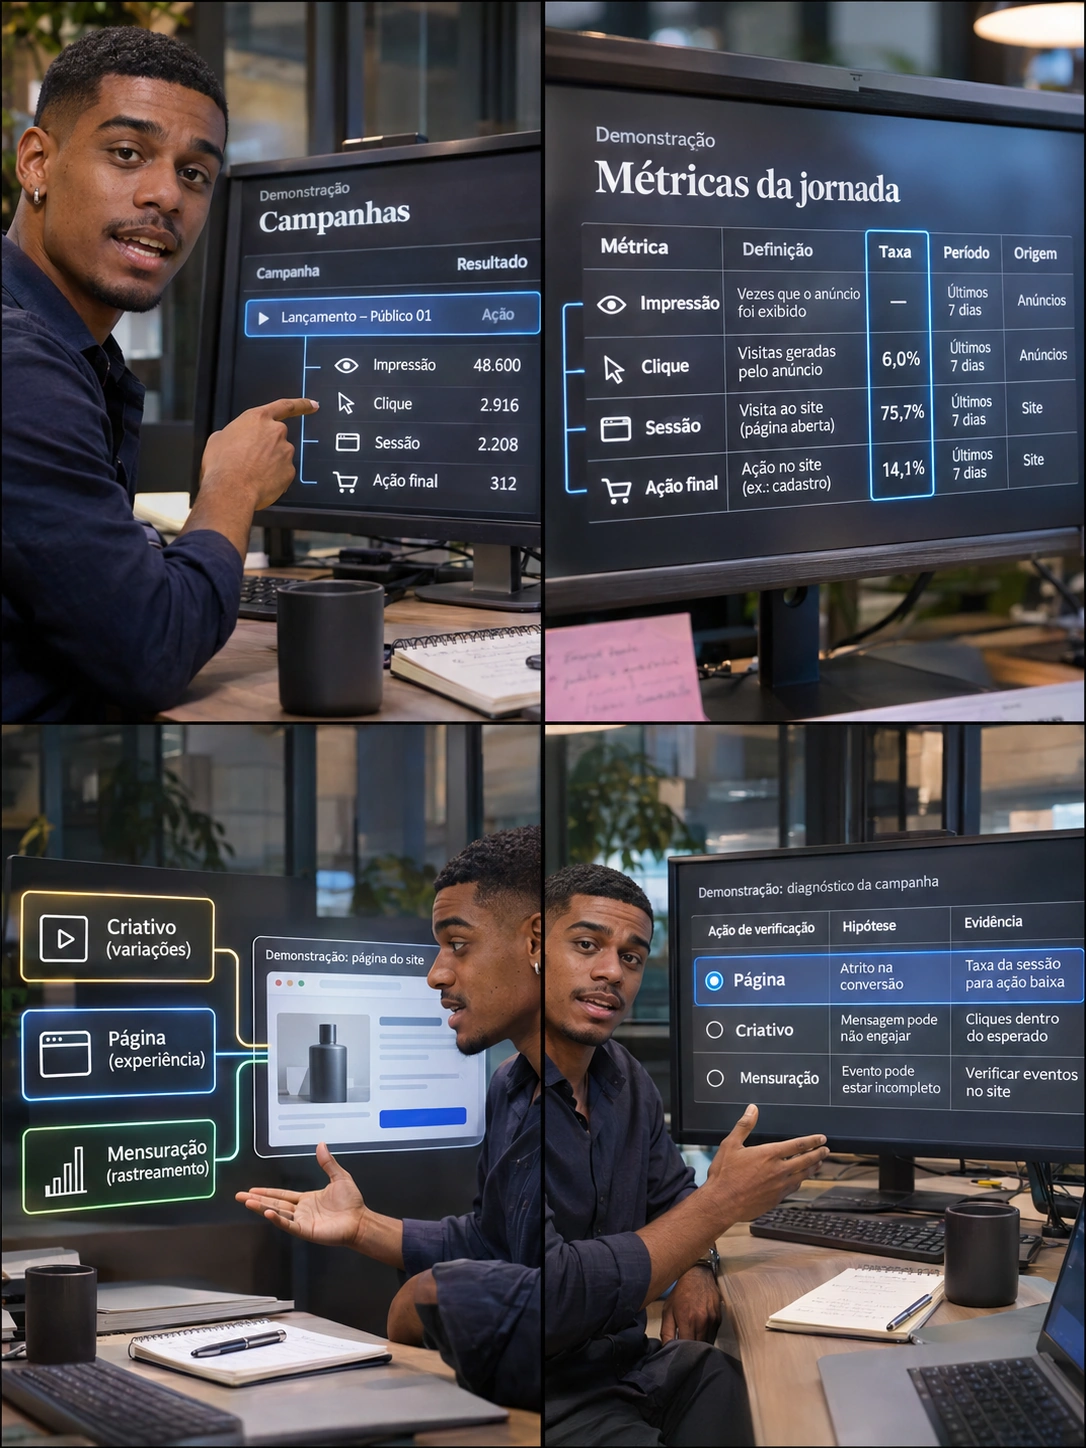 Demonstração
Campanhas
Campanha Resultado
Lançamento – Público 01 Ação
Impressão 48.600
Clique 2.916
Sessão 2.208
Ação final 312
Demonstração
Métricas da jornada
Métrica Definição Taxa Período Origem
Impressão Vezes que o anúncio foi exibido — Últimos 7 dias Anúncios
Clique Visitas geradas pelo anúncio 6,0% Últimos 7 dias Anúncios
Sessão Visita ao site (página aberta) 75,7% Últimos 7 dias Site
Ação final Ação no site (ex.: cadastro) 14,1% Últimos 7 dias Site
Criativo
(variações)
Página
(experiência)
Mensuração
(rastreamento)
Demonstração: página do site
Demonstração: diagnóstico da campanha
Ação de verificação Hipótese Evidência
Página Atrito na conversão Taxa da sessão para ação baixa
Criativo Mensagem pode não engajar Cliques dentro do esperado
Mensuração Evento pode estar incompleto Verificar eventos no site